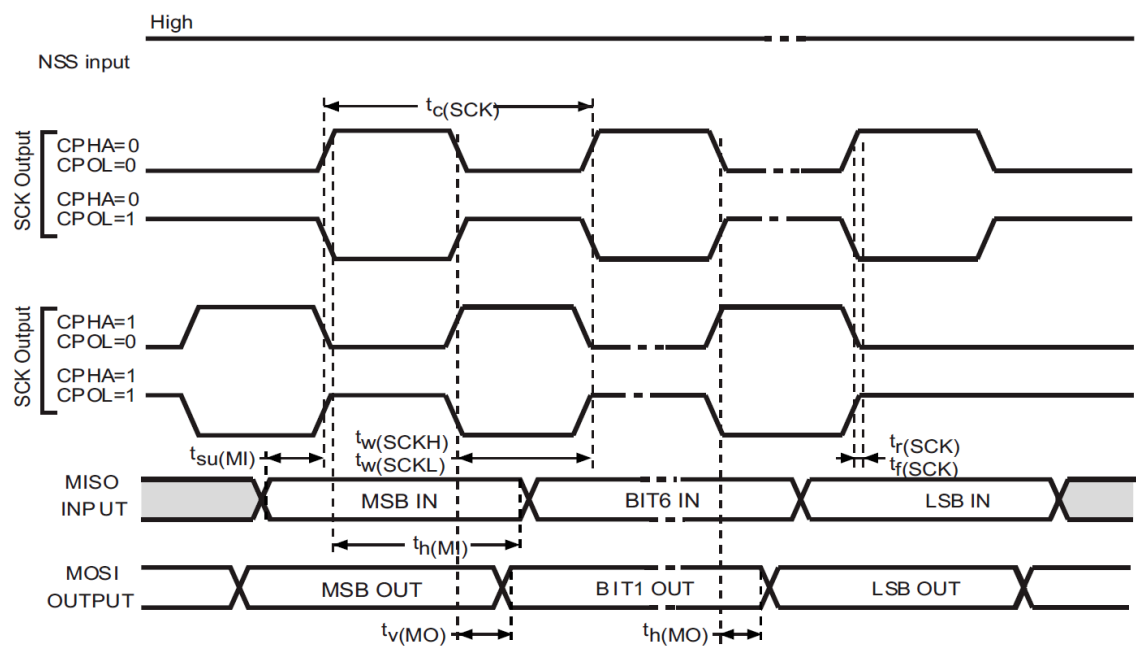 High
NSS input
tc(SCK)
SCK Output
CPHA=0
CPOL=0
CPHA=0
CPOL=1
SCK Output
CPHA=1
CPOL=0
CPHA=1
CPOL=1
tsu(MI)
tw(SCKH)
tw(SCKL)
tr(SCK)
tf(SCK)
MISO
INPUT
MSB IN
BIT6 IN
LSB IN
th(MI)
MOSI
OUTPUT
MSB OUT
BIT1 OUT
LSB OUT
tv(MO)
th(MO)